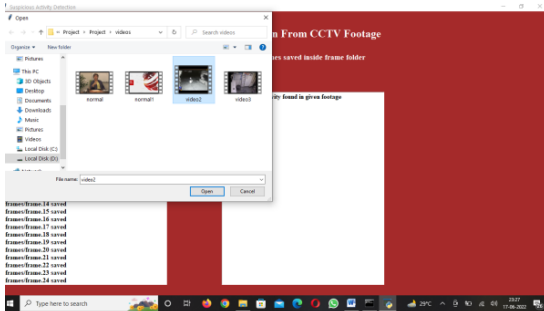 Suspicious Activity Detection
Open
Project > Project > videos
Search videos
Organize
New folder
n From CCTV Footage
es saved inside frame folder
ity found in given footage
Pictures
This PC
3D Objects
Desktop
Documents
Downloads
Music
Pictures
Videos
Local Disk (C:)
Local Disk (D:)
normal
normal1
video2
video3
File name:
video2
Open
Cancel
frames/frame.14 saved
frames/frame.15 saved
frames/frame.16 saved
frames/frame.17 saved
frames/frame.18 saved
frames/frame.19 saved
frames/frame.20 saved
frames/frame.21 saved
frames/frame.22 saved
frames/frame.23 saved
frames/frame.24 saved
Type here to search
29°C
23:27
17-06-2022